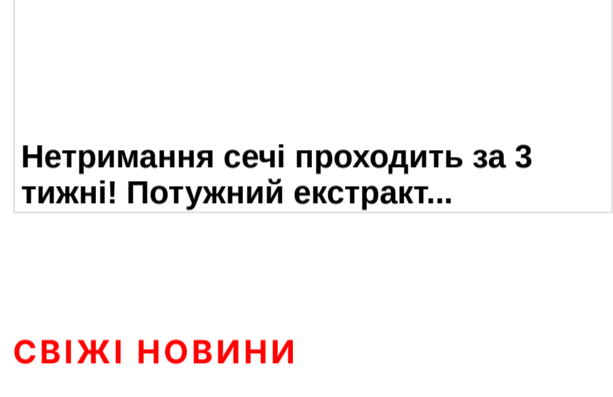 Нетримання сечі проходить за 3
тижні! Потужний екстракт...
СВІЖІ НОВИНИ